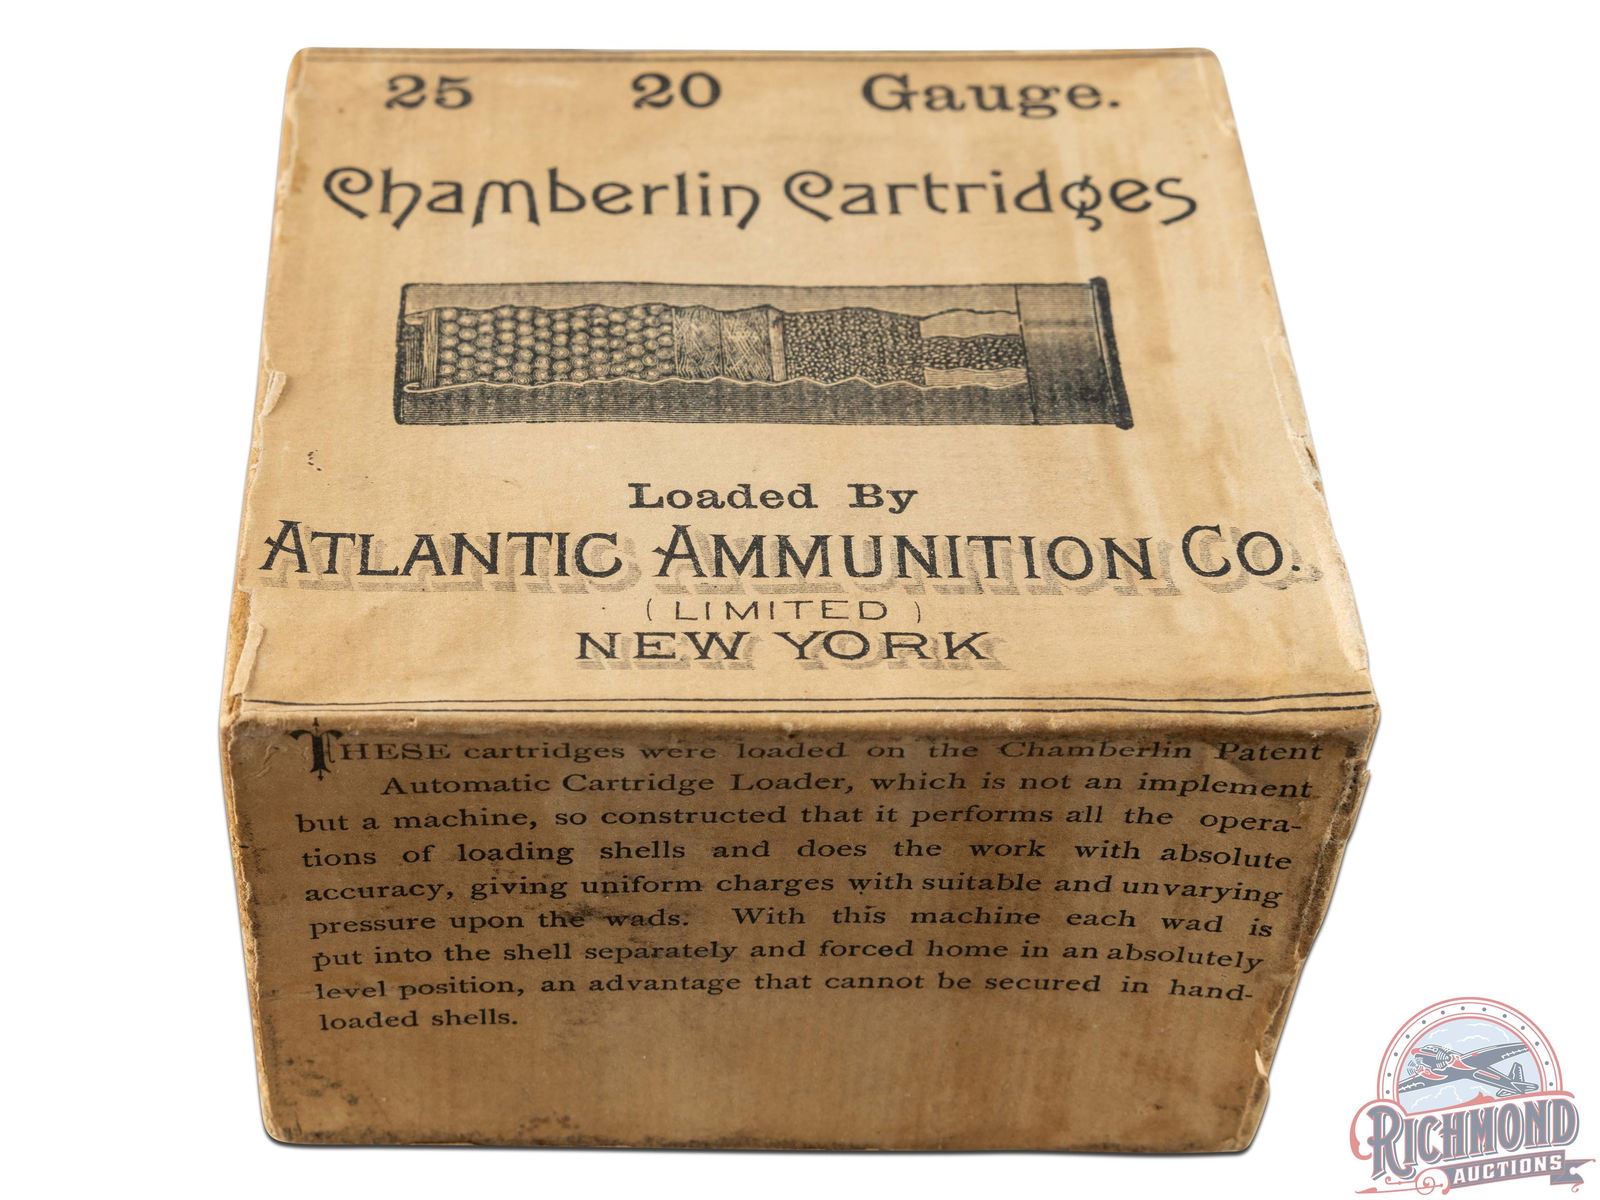 25 20 Gauge.
Chamberlin Cartridges
Loaded By
ATLANTIC AMMUNITION CO.
(LIMITED)
NEW YORK
THESE cartridges were loaded on the Chamberlin Patent
Automatic Cartridge Loader, which is not an implement
but a machine, so constructed that it performs all the opera-
tions of loading shells and does the work with absolute
accuracy, giving uniform charges with suitable and unvarying
pressure upon the wads. With this machine each wad is
put into the shell separately and forced home in an absolutely
level position, an advantage that cannot be secured in hand-
loaded shells.
RICHMOND
AUCTIONS